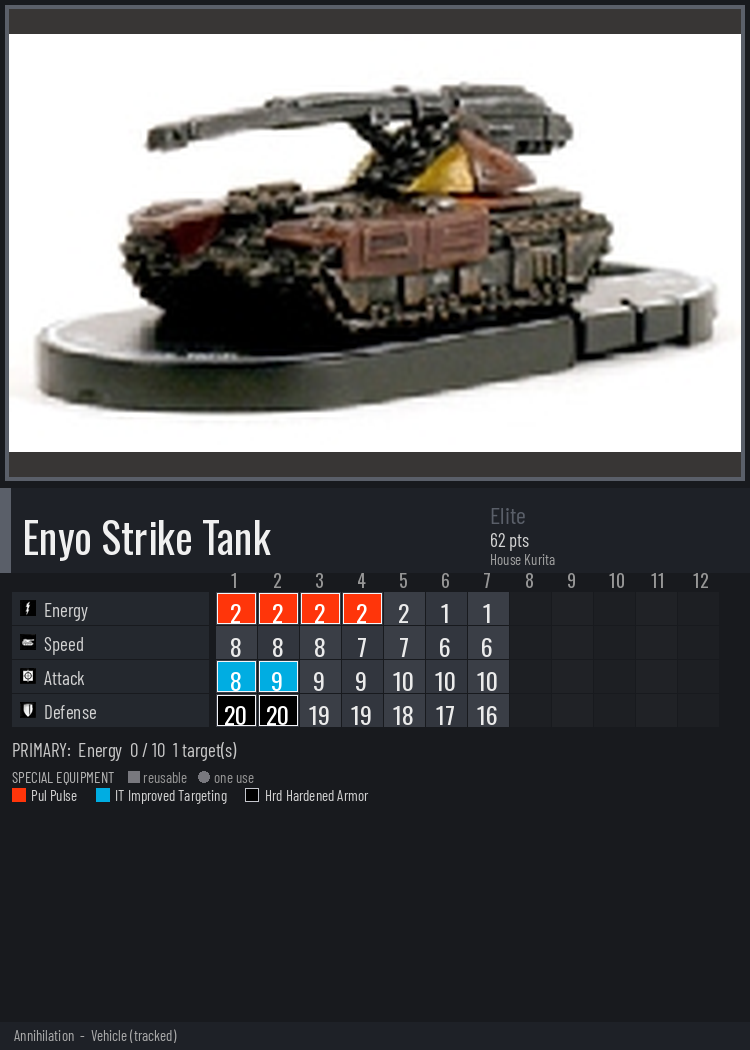 Enyo Strike Tank
Elite
62 pts
House Kurita
1 2 3 4 5 6 7 8 9 10 11 12
Energy 2 2 2 2 2 1 1
Speed 8 8 8 7 7 6 6
Attack 8 9 9 9 10 10 10
Defense 20 20 19 19 18 17 16
PRIMARY: Energy 0 / 10 1 target(s)
SPECIAL EQUIPMENT reusable one use
Pul Pulse IT Improved Targeting Hrd Hardened Armor
Annihilation - Vehicle (tracked)